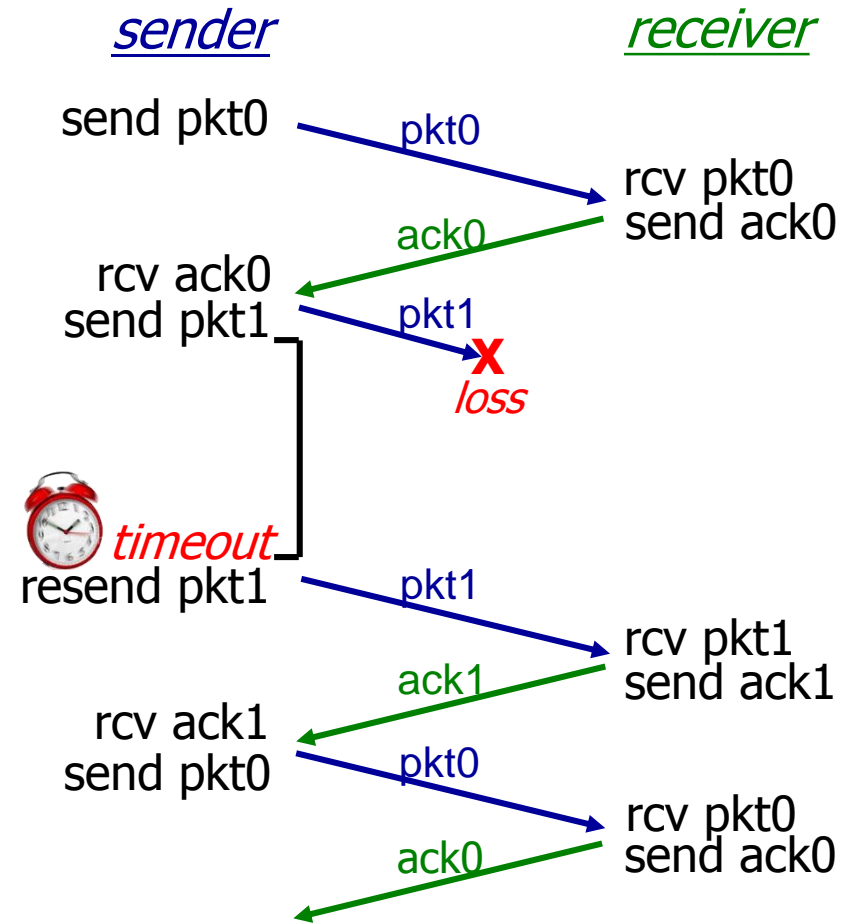 sender
receiver
send pkt0
pkt0
rcv pkt0
send ack0
ack0
rcv ack0
send pkt1
pkt1
X
loss
timeout
resend pkt1
pkt1
rcv pkt1
send ack1
ack1
rcv ack1
send pkt0
pkt0
rcv pkt0
send ack0
ack0